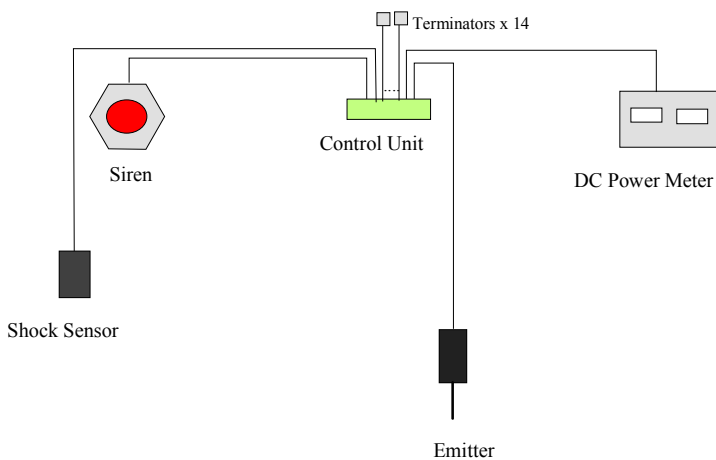 Terminators x 14
Control Unit
Siren
DC Power Meter
Shock Sensor
Emitter